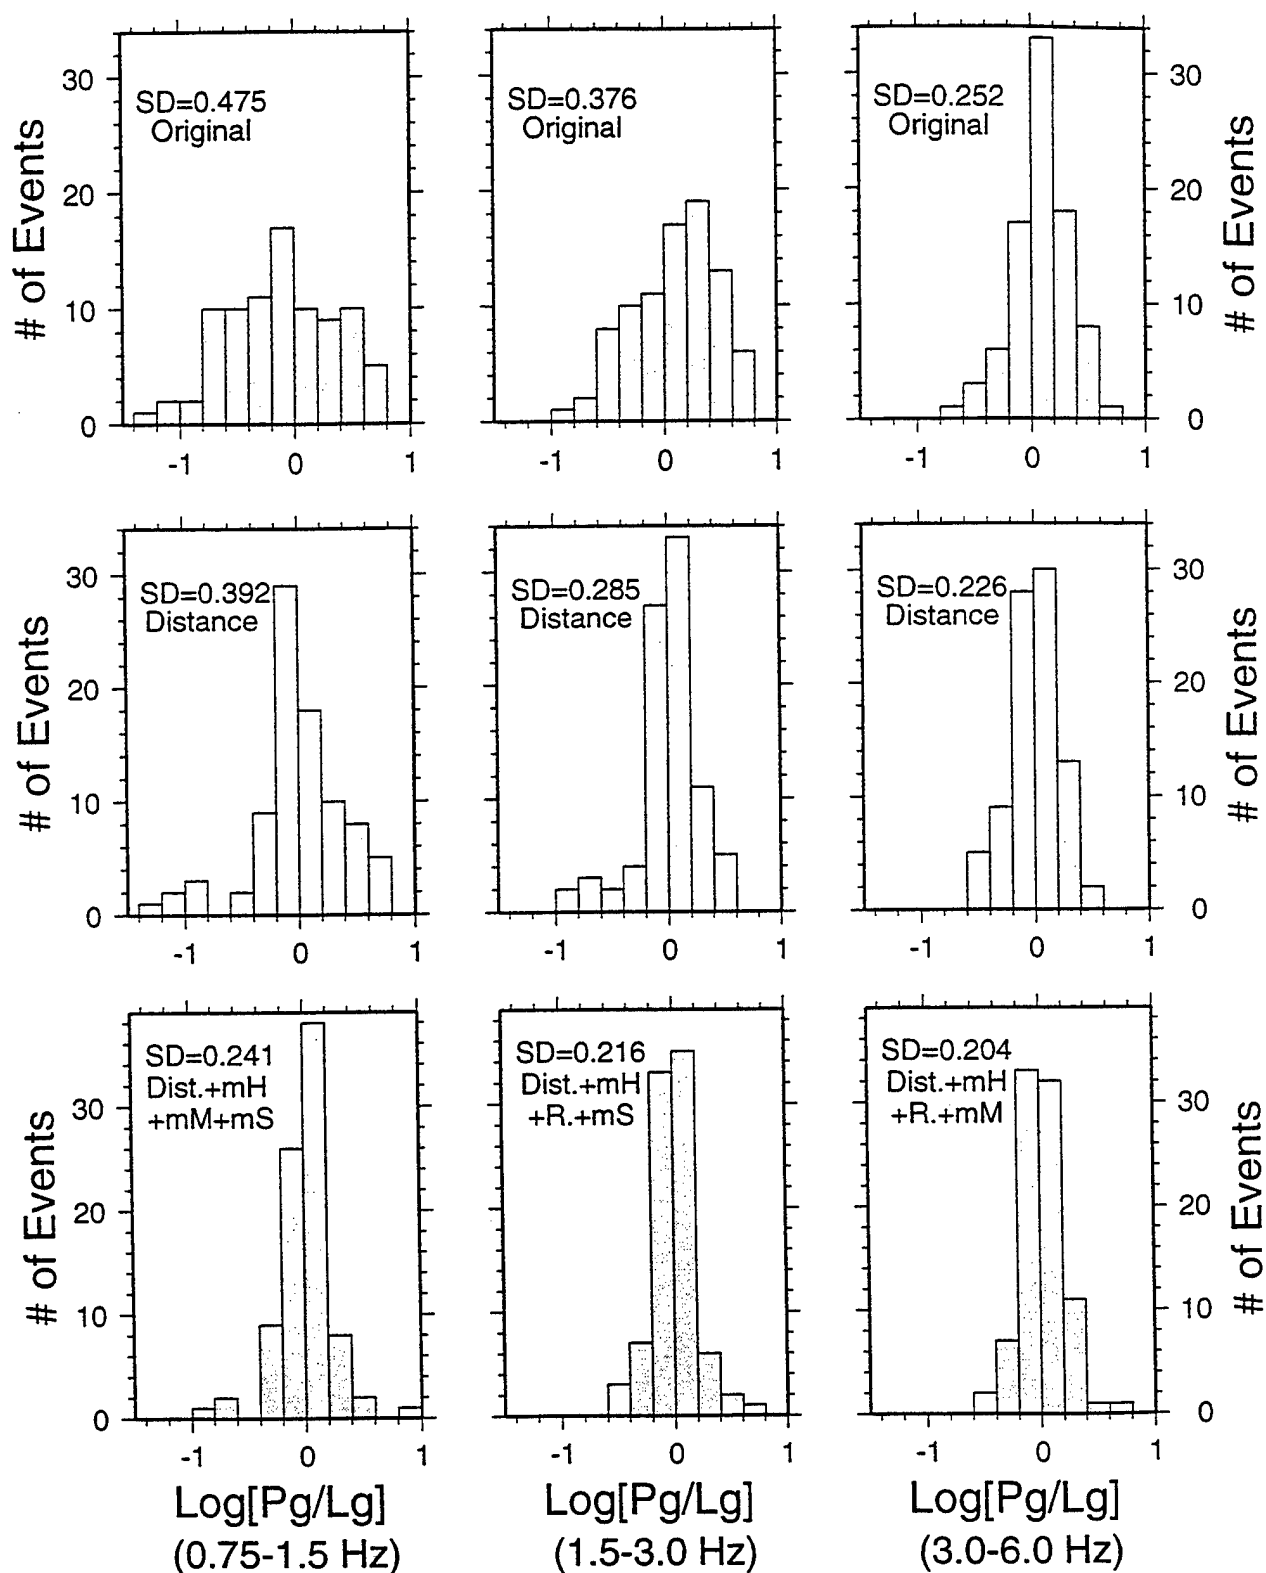 30
20
10
0
# of Events
SD=0.475
Original
-1 0 1
SD=0.376
Original
-1 0 1
SD=0.252
Original
-1 0 1
30
20
10
0
# of Events
30
20
10
0
# of Events
SD=0.392
Distance
-1 0 1
SD=0.285
Distance
-1 0 1
SD=0.226
Distance
-1 0 1
30
20
10
0
# of Events
30
20
10
0
# of Events
SD=0.241
Dist.+mH
+mM+mS
-1 0 1
Log[Pg/Lg]
(0.75-1.5 Hz)
SD=0.216
Dist.+mH
+R.+mS
-1 0 1
Log[Pg/Lg]
(1.5-3.0 Hz)
SD=0.204
Dist.+mH
+R.+mM
-1 0 1
Log[Pg/Lg]
(3.0-6.0 Hz)
30
20
10
0
# of Events